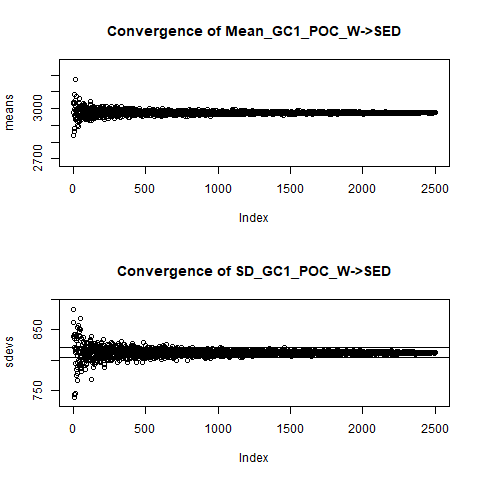 Convergence of Mean_GC1_POC_W->SED
means
3000
2700
0 500 1000 1500 2000 2500
Index
Convergence of SD_GC1_POC_W->SED
sdevs
850
750
0 500 1000 1500 2000 2500
Index